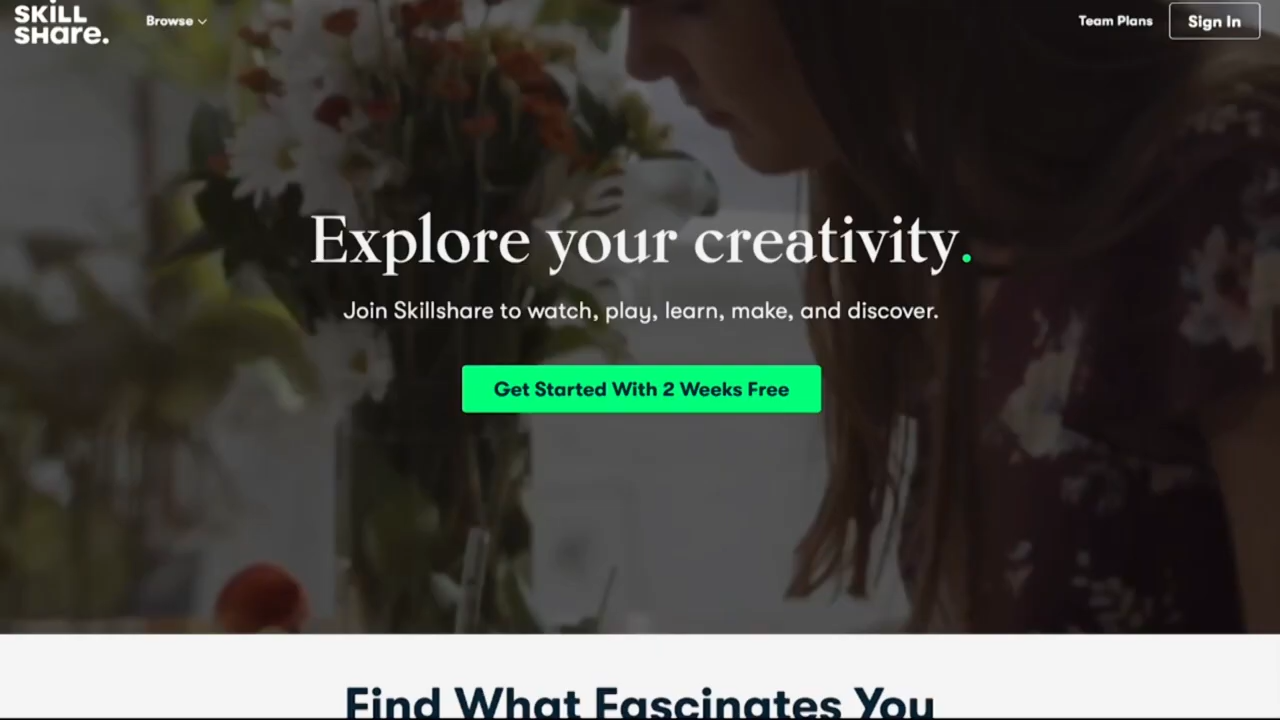 SKILL
SHare.
Browse
Team Plans
Sign In
Explore your creativity.
Join Skillshare to watch, play, learn, make, and discover.
Get Started With 2 Weeks Free
Find What Fascinates You